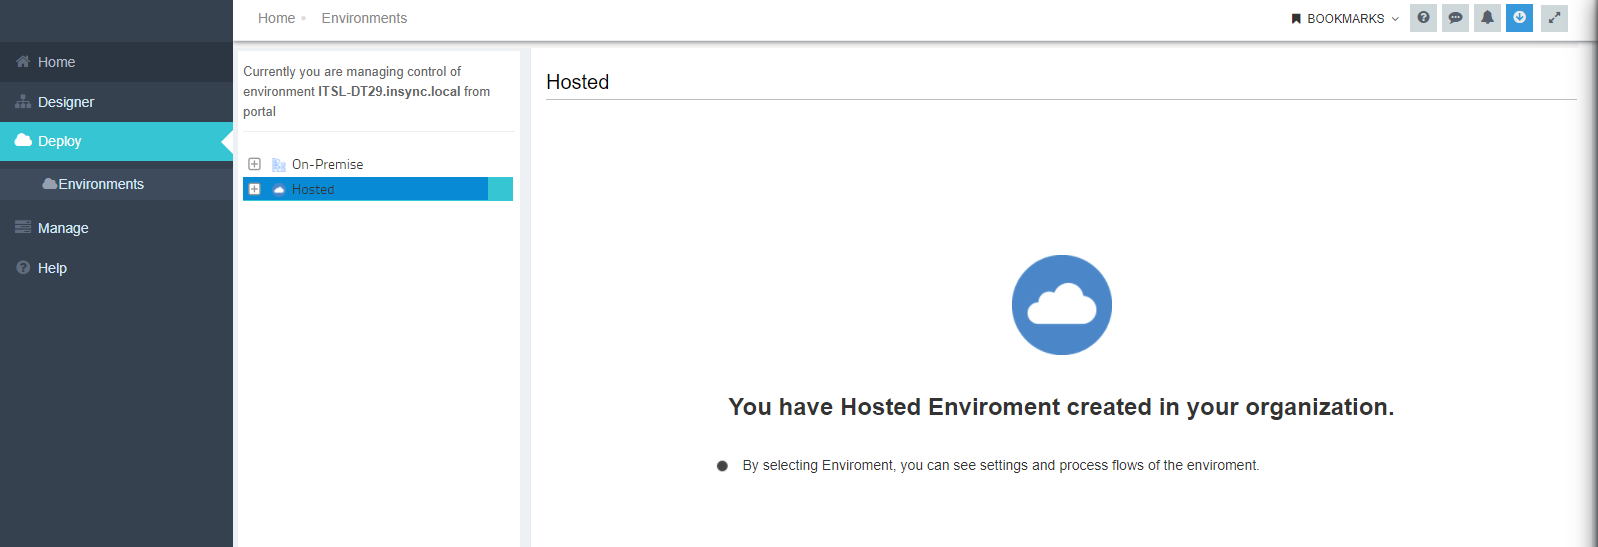 Home Environments
BOOKMARKS
Home
Designer
Deploy
Environments
Manage
Help
Currently you are managing control of
environment ITSL-DT29.insync.local from
portal
On-Premise
Hosted
Hosted
You have Hosted Enviroment created in your organization.
By selecting Enviroment, you can see settings and process flows of the enviroment.